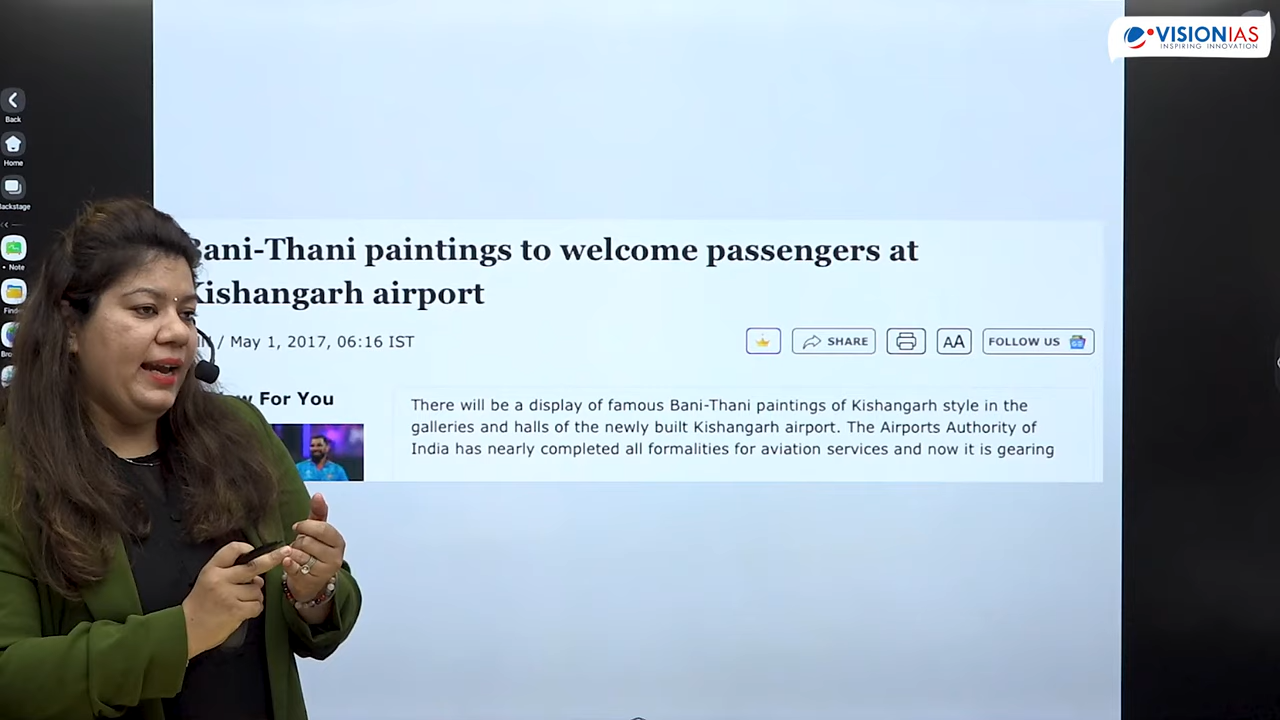 VISIONIAS
INSPIRING INNOVATION
Back
Home
Backstage
Note
Bani-Thani paintings to welcome passengers at
Kishangarh airport
/ May 1, 2017, 06:16 IST
SHARE
AA
FOLLOW US
For You
There will be a display of famous Bani-Thani paintings of Kishangarh style in the
galleries and halls of the newly built Kishangarh airport. The Airports Authority of
India has nearly completed all formalities for aviation services and now it is gearing